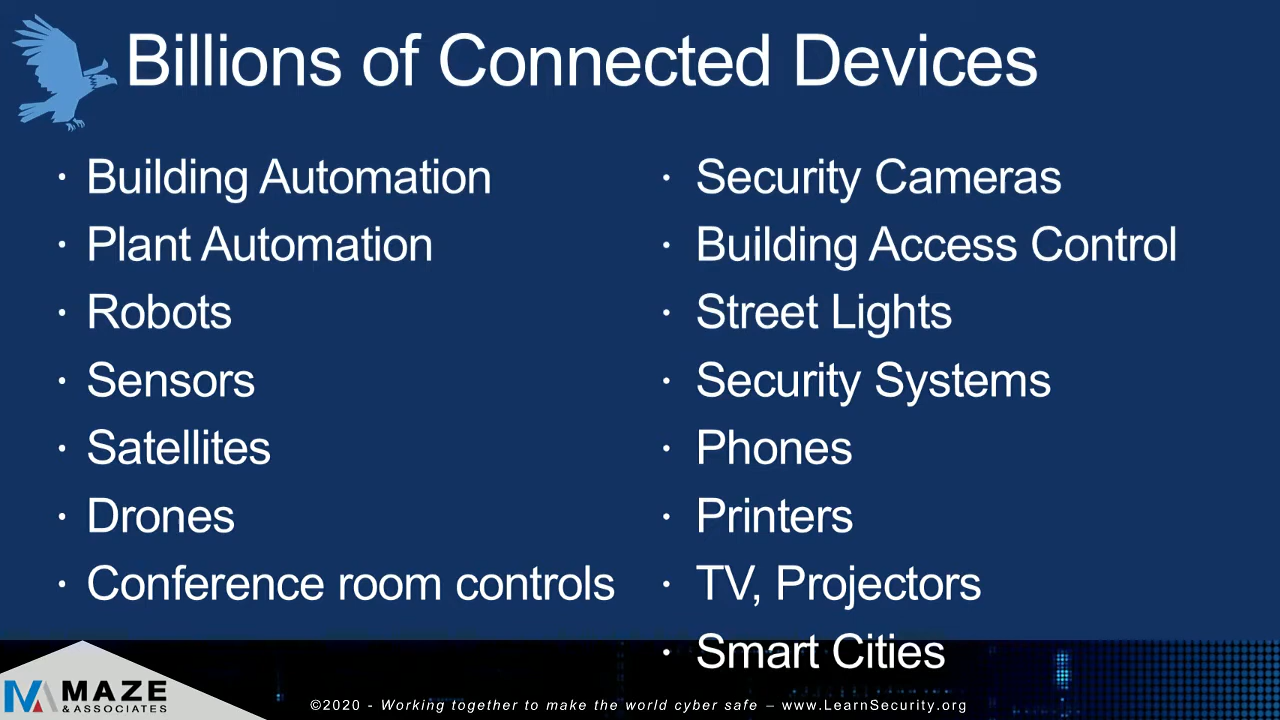 Billions of Connected Devices
· Building Automation
· Plant Automation
· Robots
· Sensors
· Satellites
· Drones
· Conference room controls
· Security Cameras
· Building Access Control
· Street Lights
· Security Systems
· Phones
· Printers
· TV, Projectors
· Smart Cities
MAZE
& ASSOCIATES
©2020 - Working together to make the world cyber safe – www.LearnSecurity.org